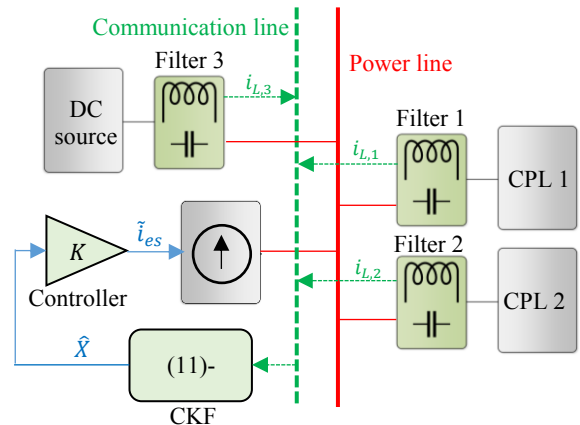 Communication line
Filter 3
Power line
DC
source
i_{L,3}
Filter 1
i_{L,1}
CPL 1
K
ĩ_{es}
Filter 2
Controller
i_{L,2}
CPL 2
X̂
(11)-
CKF